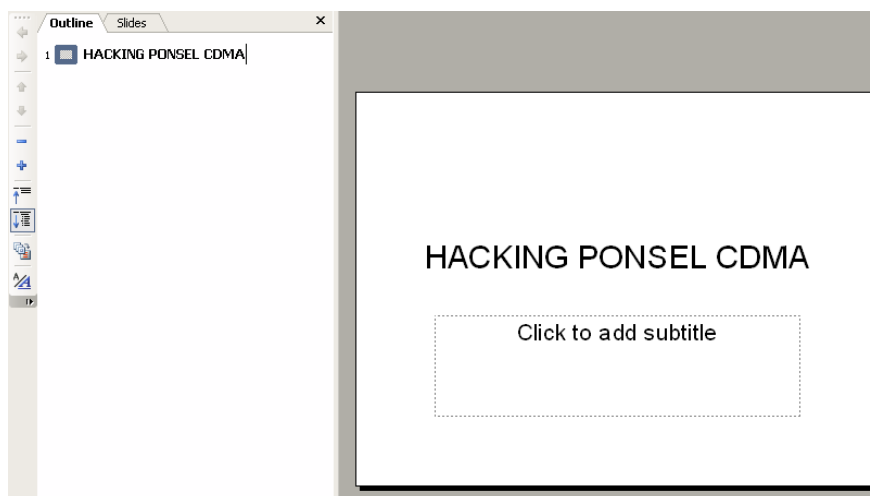 Outline Slides
1 HACKING PONSEL CDMA
HACKING PONSEL CDMA
Click to add subtitle